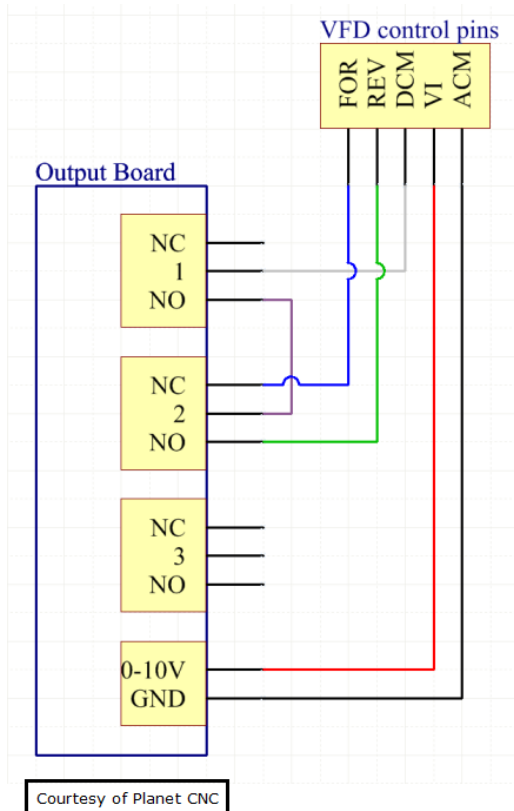 VFD control pins
FOR
REV
DCM
VI
ACM
Output Board
NC
1
NO
NC
2
NO
NC
3
NO
0-10V
GND
Courtesy of Planet CNC